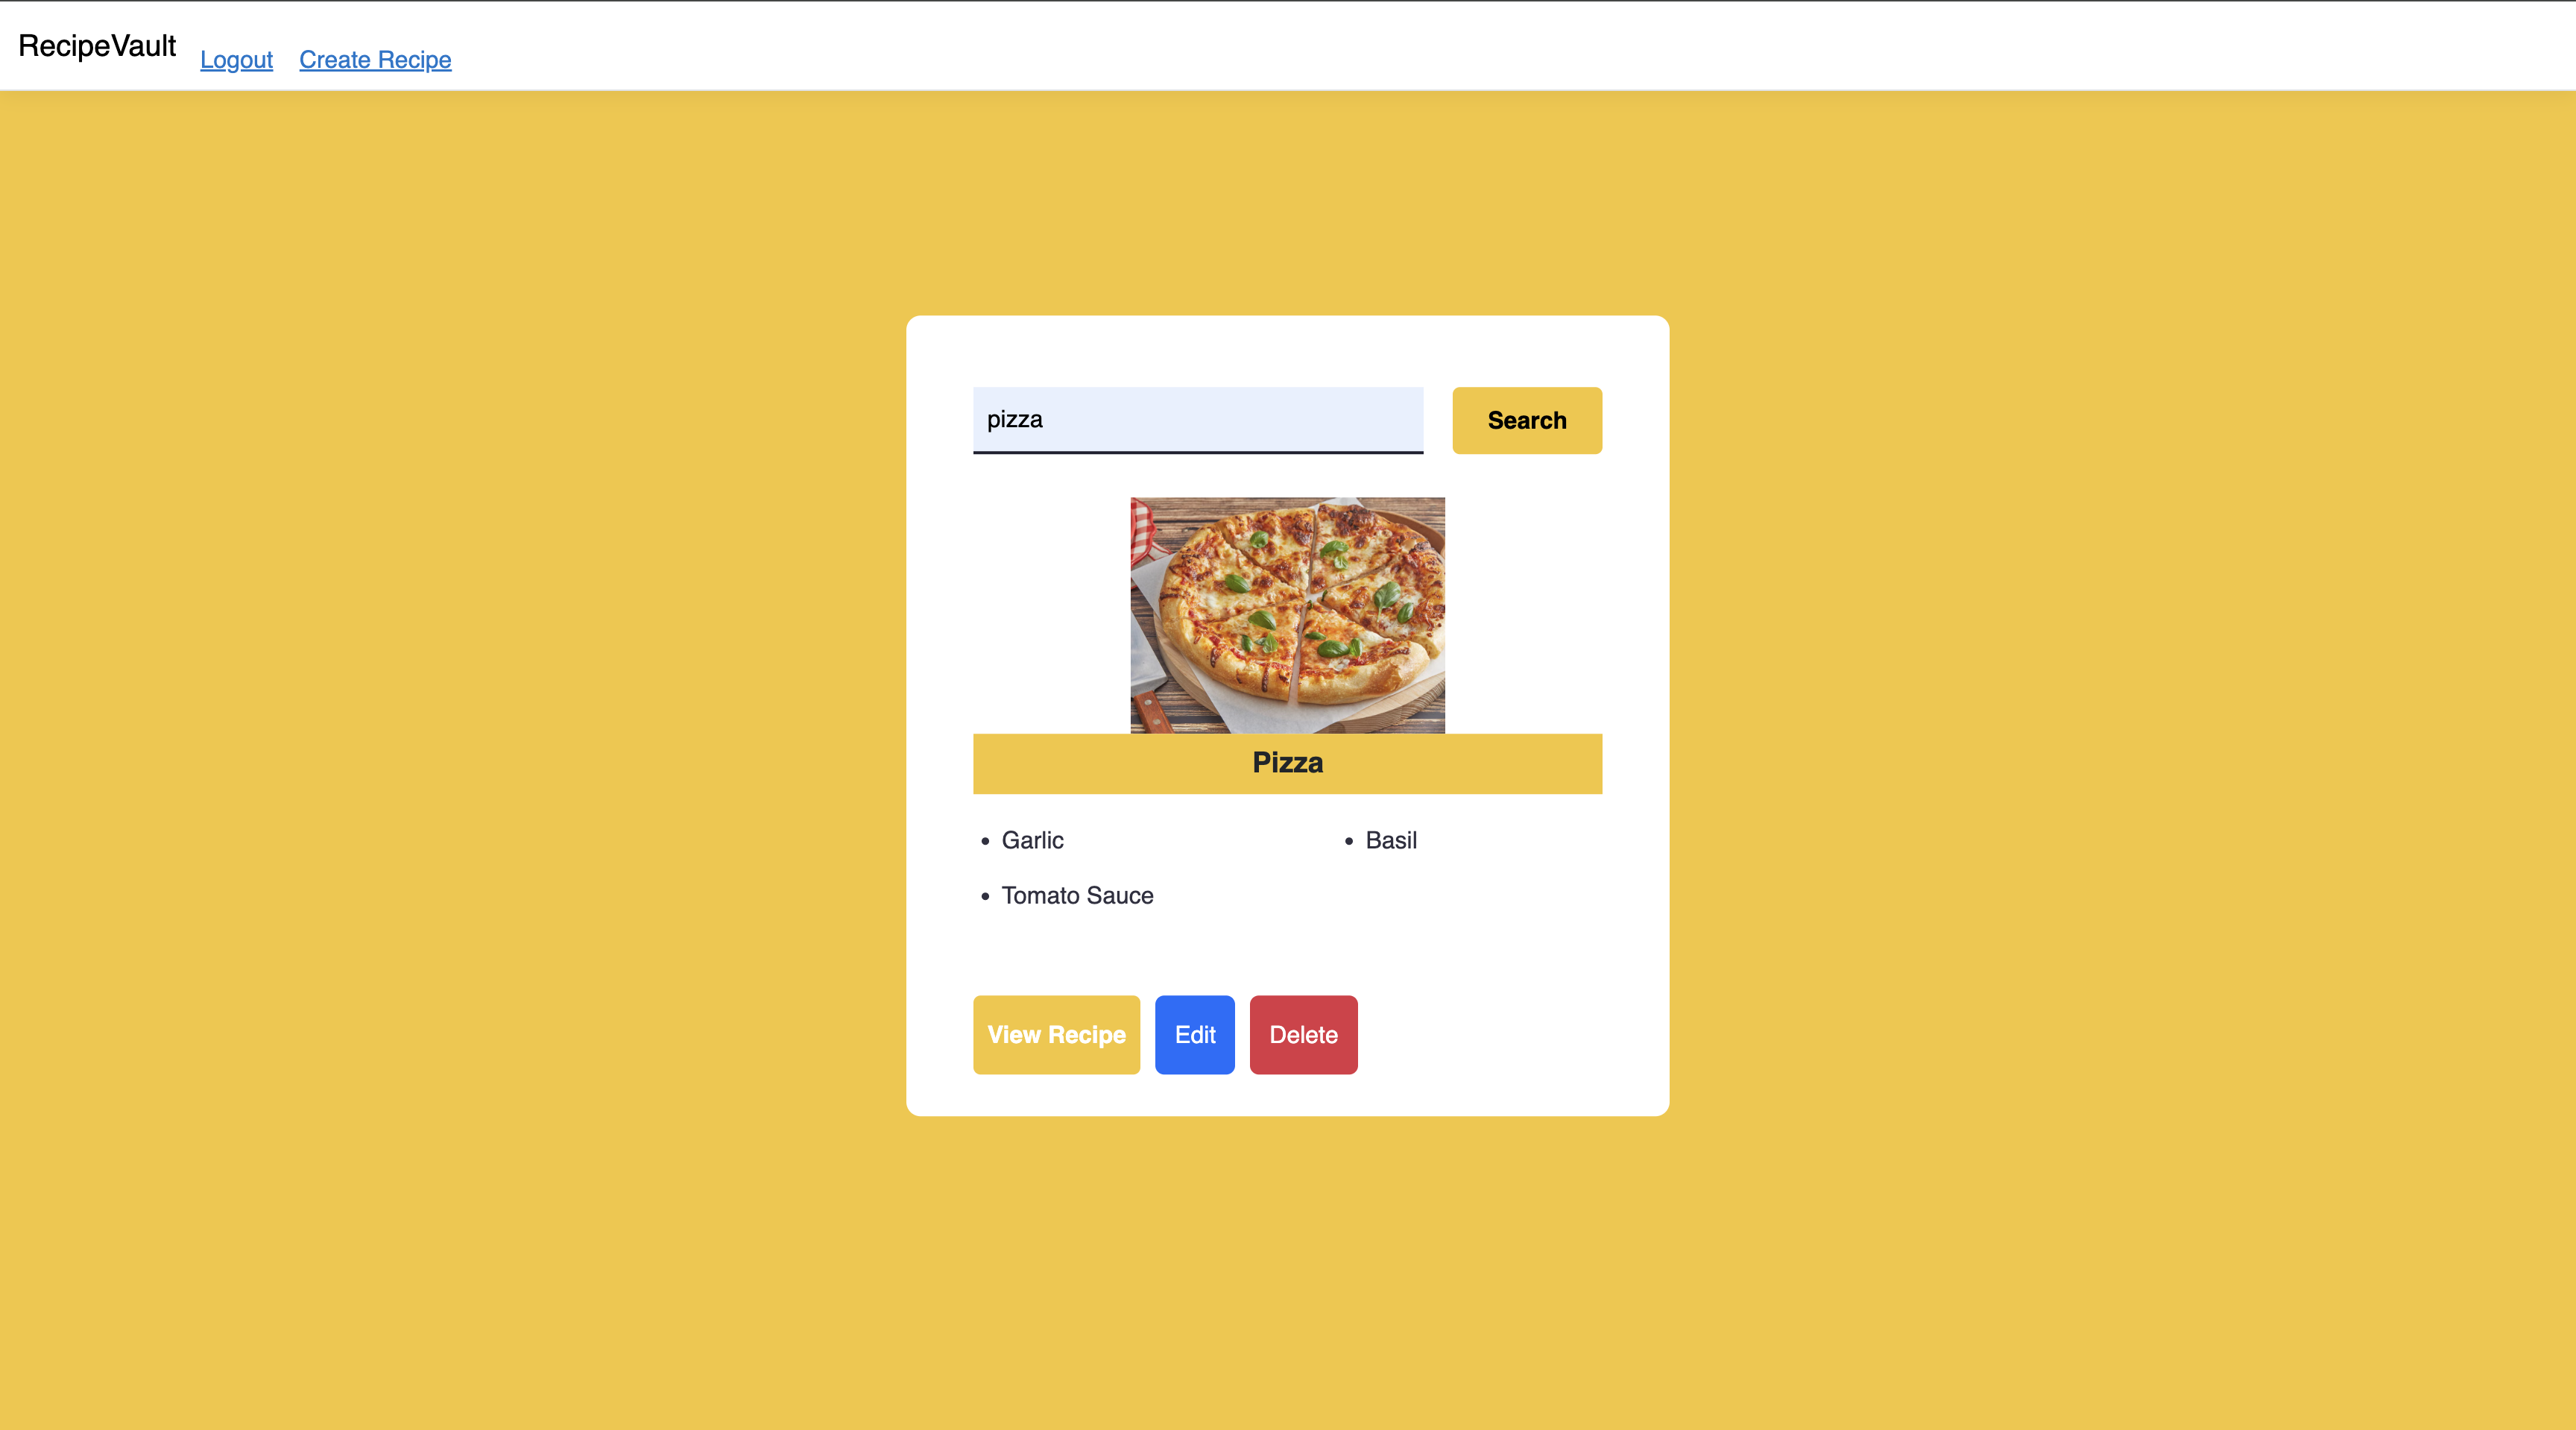 RecipeVault Logout Create Recipe
pizza Search
Pizza
Garlic Basil
Tomato Sauce
View Recipe Edit Delete